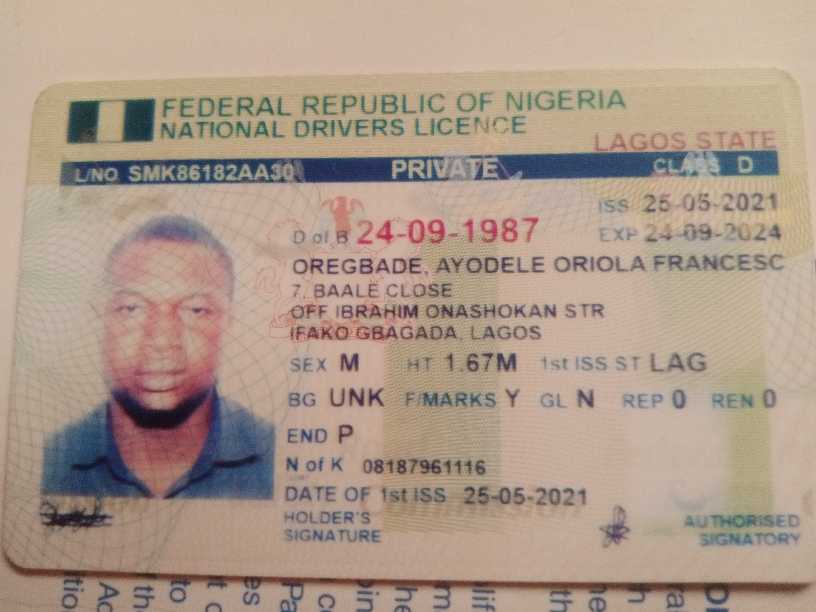 FEDERAL REPUBLIC OF NIGERIA
NATIONAL DRIVERS LICENCE
LAGOS STATE
L/NO SMK86182AA30 PRIVATE CLASS D
ISS 25-05-2021
D of B 24-09-1987 EXP 24-09-2024
OREGBADE, AYODELE ORIOLA FRANCESC
7, BAALE CLOSE
OFF IBRAHIM ONASHOKAN STR
IFAKO GBAGADA, LAGOS
SEX M HT 1.67M 1st ISS ST LAG
BG UNK F/MARKS Y GL N REP 0 REN 0
END P
N of K 08187961116
DATE OF 1st ISS 25-05-2021
HOLDER'S
SIGNATURE
AUTHORISED
SIGNATORY